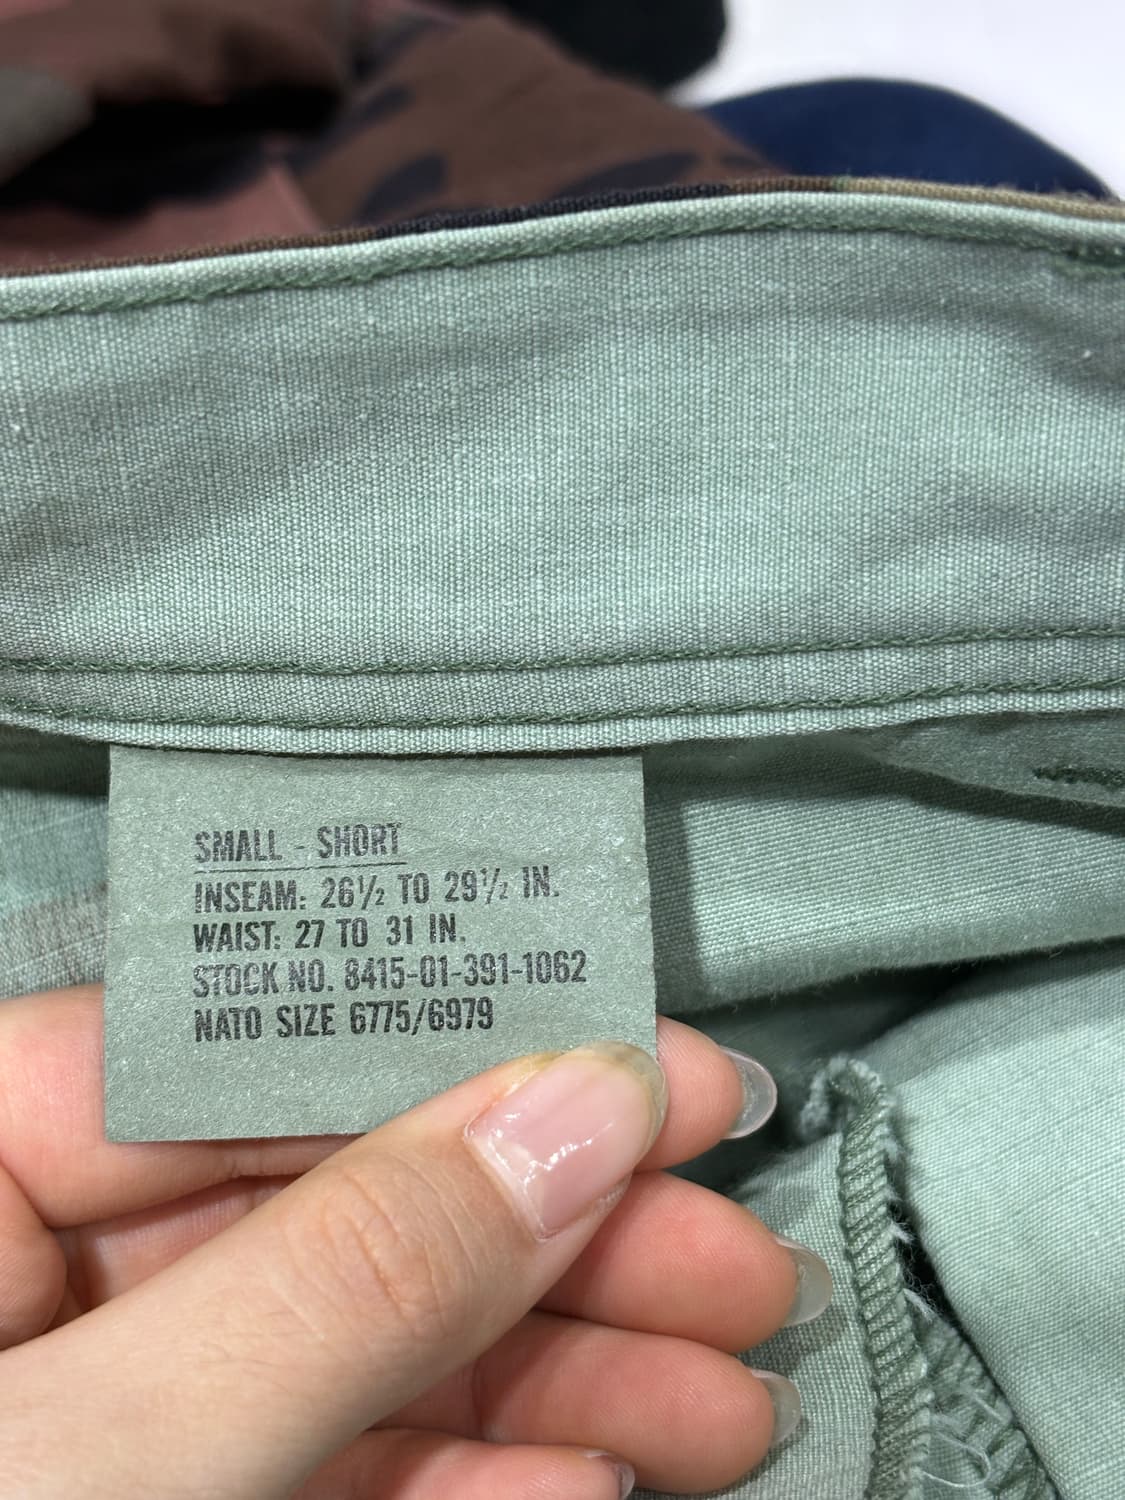 SMALL - SHORT
INSEAM: 26½ TO 29½ IN.
WAIST: 27 TO 31 IN.
STOCK NO. 8415-01-391-1062
NATO SIZE 6775/6979